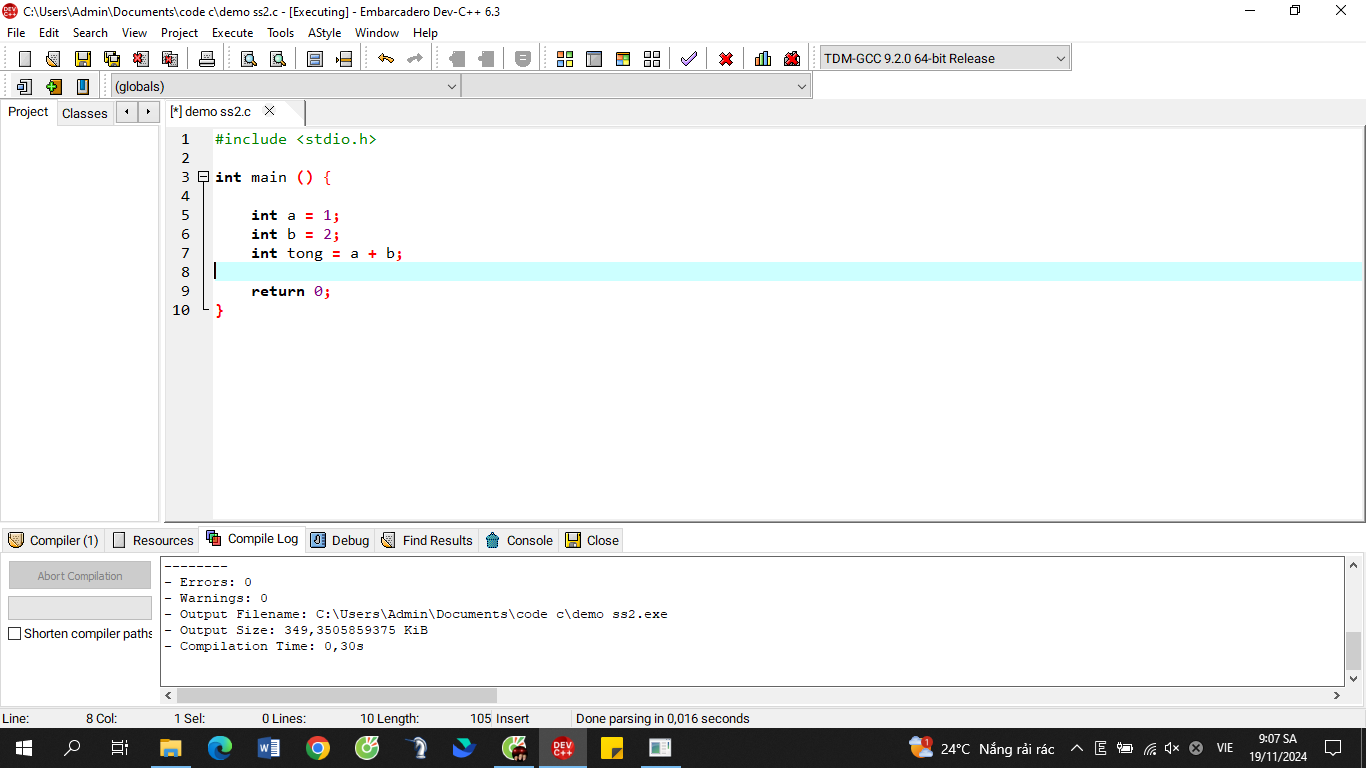 C:\Users\Admin\Documents\code c\demo ss2.c - [Executing] - Embarcadero Dev-C++ 6.3
File Edit Search View Project Execute Tools AStyle Window Help
TDM-GCC 9.2.0 64-bit Release
(globals)
Project Classes [*] demo ss2.c
1 #include <stdio.h>
2
3 int main () {
4
5 int a = 1;
6 int b = 2;
7 int tong = a + b;
8
9 return 0;
10 }
Compiler (1) Resources Compile Log Debug Find Results Console Close
Abort Compilation
Shorten compiler paths
--------
- Errors: 0
- Warnings: 0
- Output Filename: C:\Users\Admin\Documents\code c\demo ss2.exe
- Output Size: 349,3505859375 KiB
- Compilation Time: 0,30s
Line: 8 Col: 1 Sel: 0 Lines: 10 Length: 105 Insert Done parsing in 0,016 seconds
DEV C++
1 24°C Nắng rải rác VIE 9:07 SA
19/11/2024